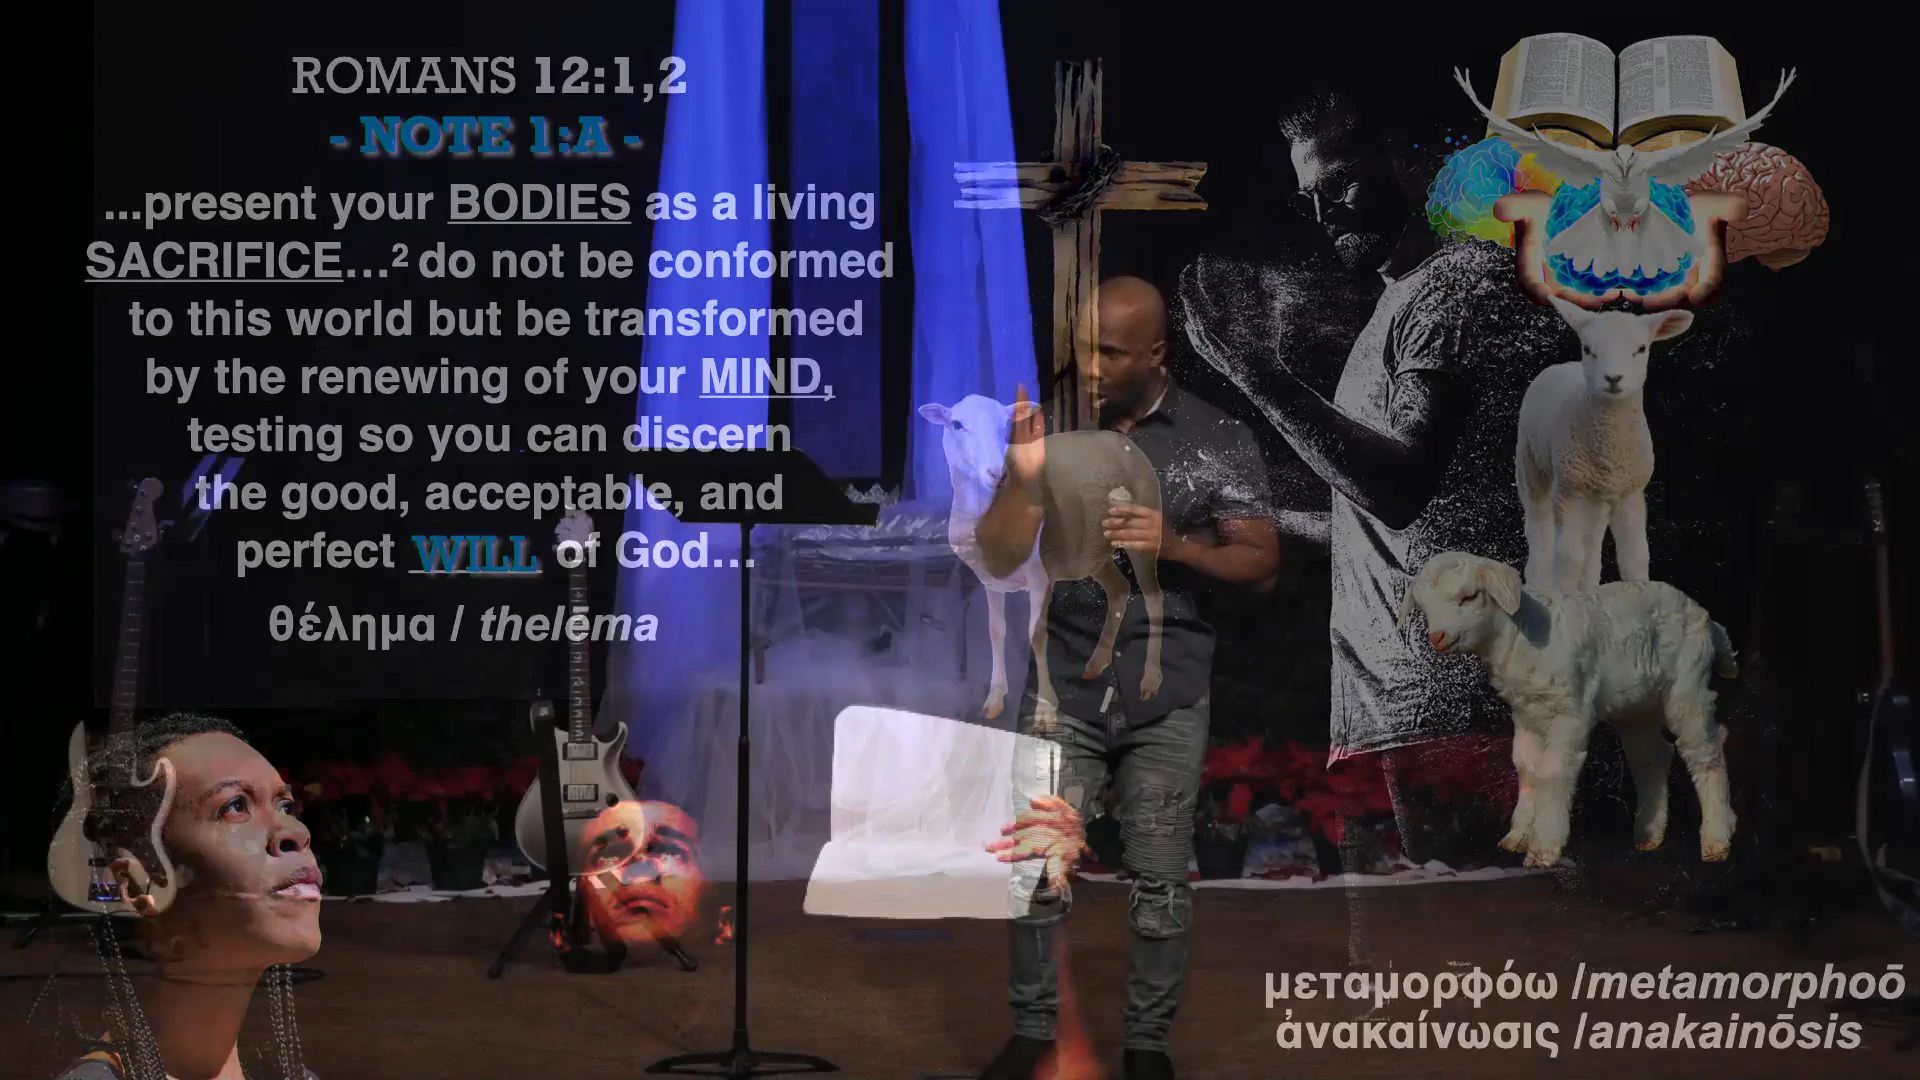 ROMANS 12:1,2
- NOTE 1:A -
...present your BODIES as a living
SACRIFICE...² do not be conformed
to this world but be transformed
by the renewing of your MIND,
testing so you can discern
the good, acceptable, and
perfect WILL of God...
θέλημα / thelēma
μεταμορφόω /metamorphoō
ἀνακαίνωσις /anakainōsis